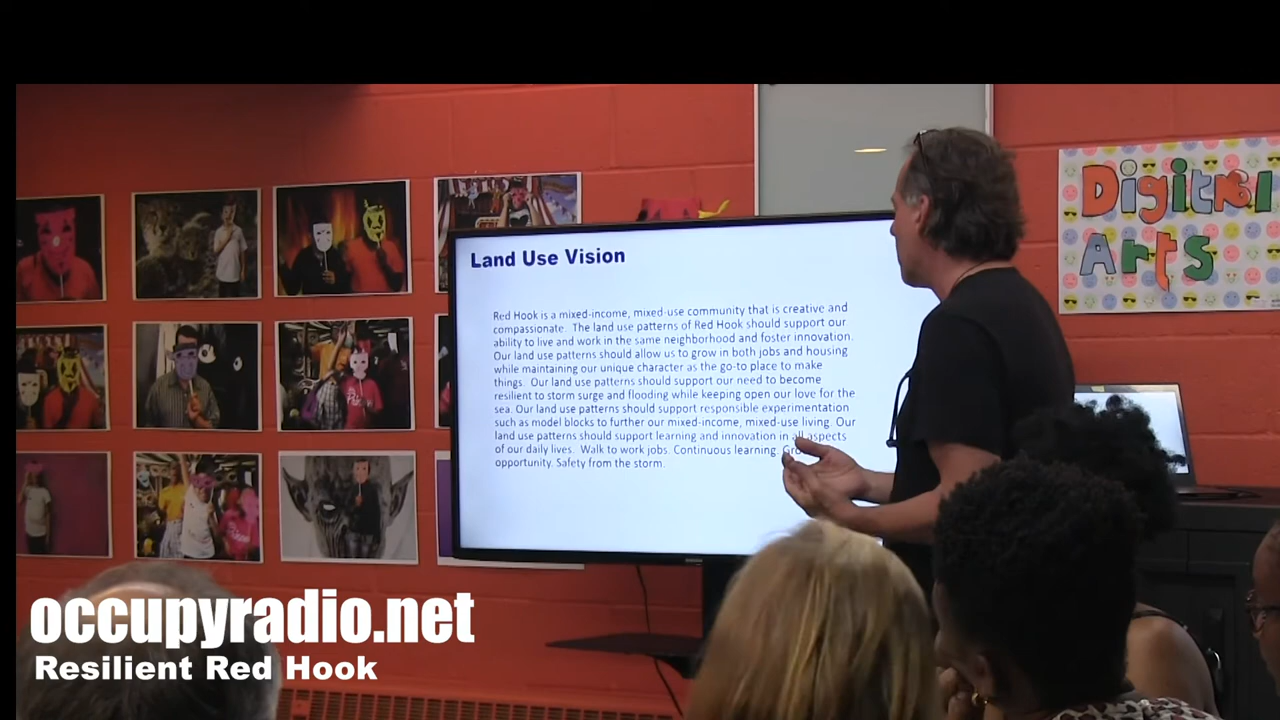 Land Use Vision
Red Hook is a mixed-income, mixed-use community that is creative and
compassionate. The land use patterns of Red Hook should support our
ability to live and work in the same neighborhood and foster innovation.
Our land use patterns should allow us to grow in both jobs and housing
while maintaining our unique character as the go-to place to make
things. Our land use patterns should support our need to become
resilient to storm surge and flooding while keeping open our love for the
sea. Our land use patterns should support responsible experimentation
such as model blocks to further our mixed-income, mixed-use living. Our
land use patterns should support learning and innovation in all aspects
of our daily lives. Walk to work jobs. Continuous learning.
opportunity. Safety from the storm.
Digital
Arts
occupyradio.net
Resilient Red Hook